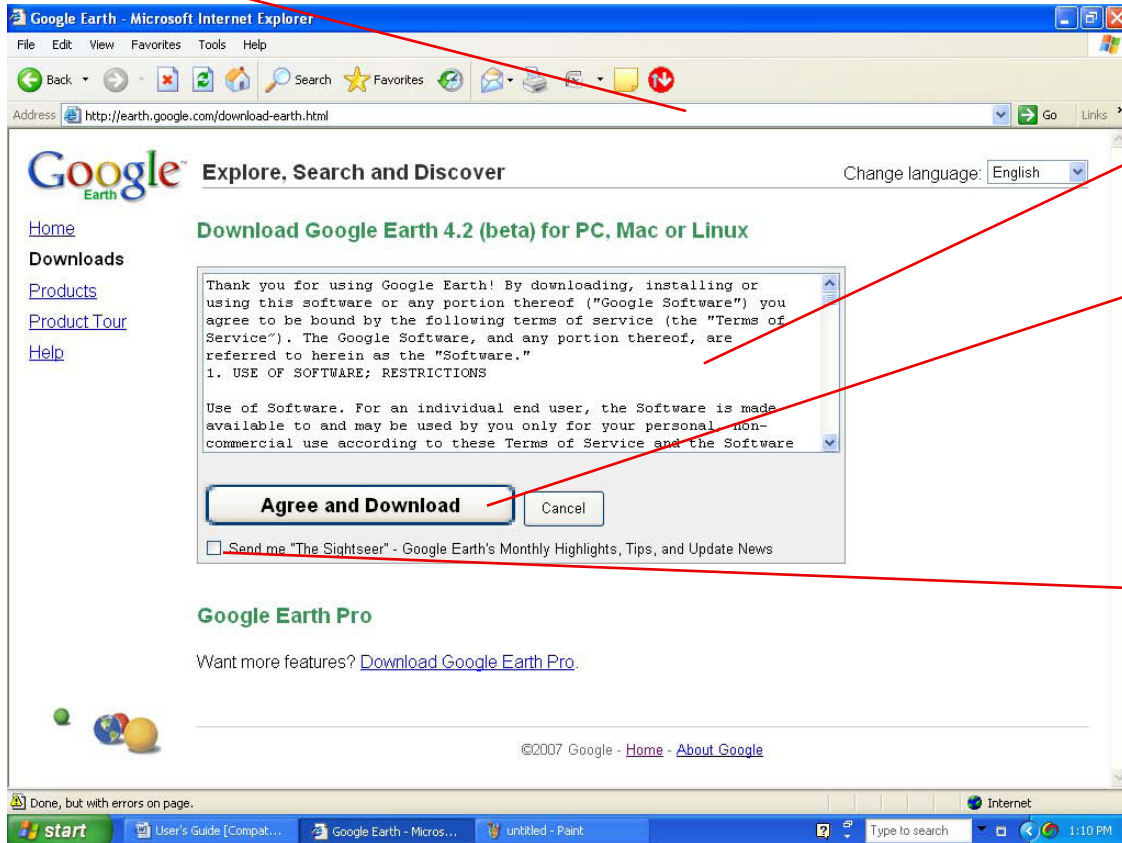 Google Earth - Microsoft Internet Explorer
File Edit View Favorites Tools Help
Back Search Favorites
Address http://earth.google.com/download-earth.html Go Links
Google™ Earth
Explore, Search and Discover
Change language: English
Home
Downloads
Products
Product Tour
Help
Download Google Earth 4.2 (beta) for PC, Mac or Linux
Thank you for using Google Earth! By downloading, installing or
using this software or any portion thereof ("Google Software") you
agree to be bound by the following terms of service (the "Terms of
Service"). The Google Software, and any portion thereof, are
referred to herein as the "Software."
1. USE OF SOFTWARE; RESTRICTIONS
Use of Software. For an individual end user, the Software is made
available to and may be used by you only for your personal, non-
commercial use according to these Terms of Service and the Software
Agree and Download Cancel
Send me "The Sightseer" - Google Earth's Monthly Highlights, Tips, and Update News
Google Earth Pro
Want more features? Download Google Earth Pro.
©2007 Google - Home - About Google
Done, but with errors on page. Internet
start User's Guide [Compat... Google Earth - Micros... untitled - Paint Type to search 1:10 PM